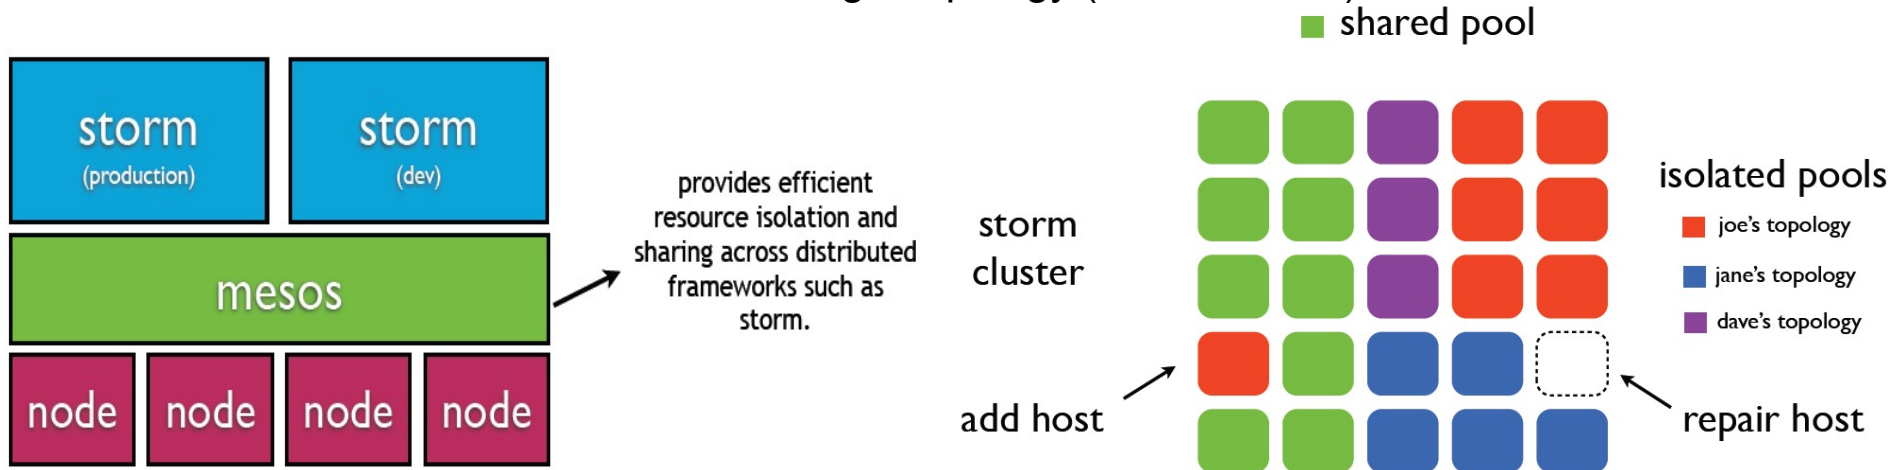 shared pool
storm
(production)
storm
(dev)
mesos
node
node
node
node
provides efficient
resource isolation and
sharing across distributed
frameworks such as
storm.
storm
cluster
add host
isolated pools
joe's topology
jane's topology
dave's topology
repair host